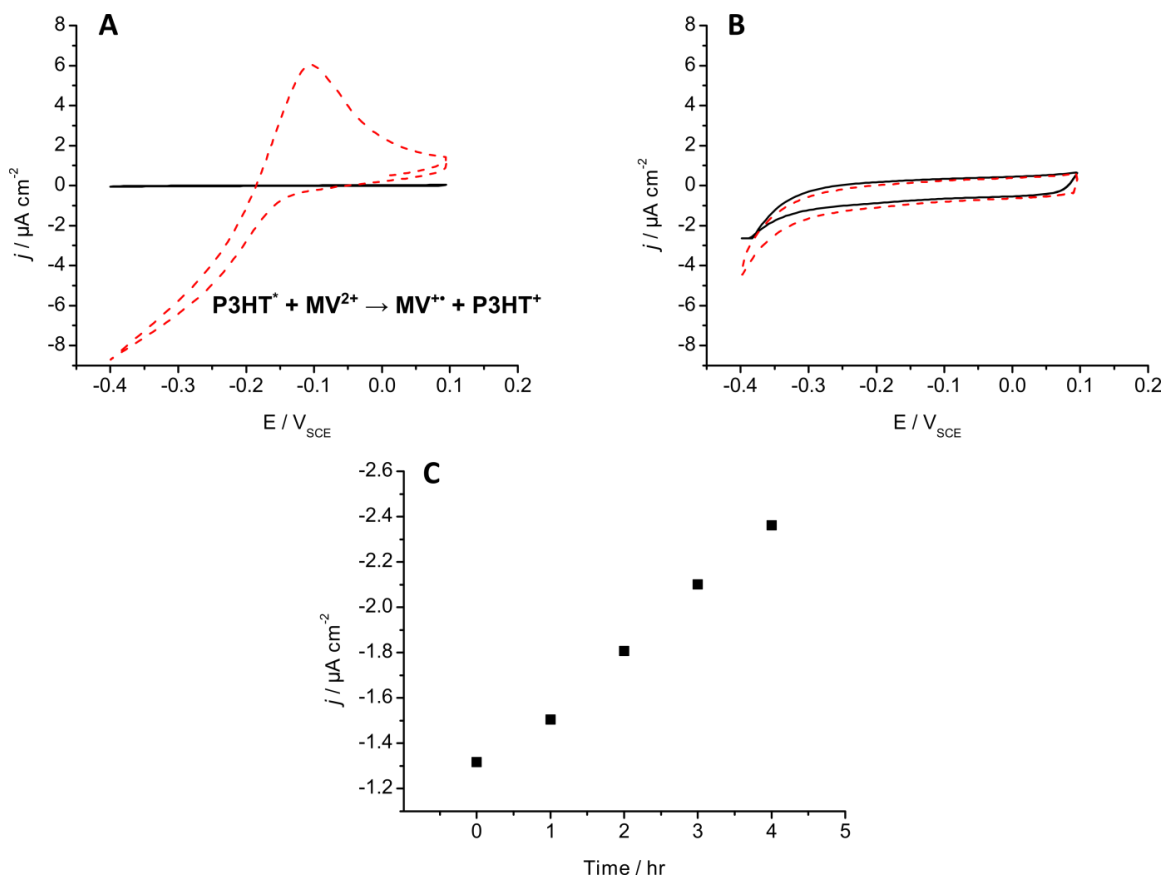 A
8
6
4
2
0
-2
-4
-6
-8
j / µA cm⁻²
P3HT* + MV²⁺ → MV⁺• + P3HT⁺
-0.4 -0.3 -0.2 -0.1 0.0 0.1 0.2
E / V_SCE
B
8
6
4
2
0
-2
-4
-6
-8
j / µA cm⁻²
-0.4 -0.3 -0.2 -0.1 0.0 0.1 0.2
E / V_SCE
C
-2.6
-2.4
-2.2
-2.0
-1.8
-1.6
-1.4
-1.2
j / µA cm⁻²
0 1 2 3 4 5
Time / hr